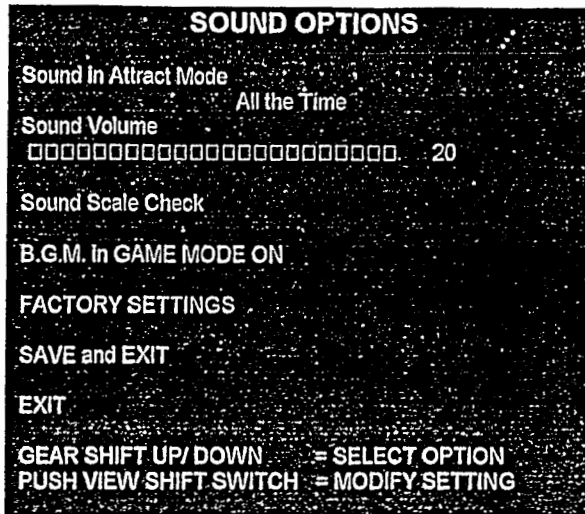 SOUND OPTIONS
Sound in Attract Mode
All the Time
Sound Volume
▯▯▯▯▯▯▯▯▯▯▯▯▯▯▯▯▯▯▯▯▯▯▯ 20
Sound Scale Check
B.G.M. in GAME MODE ON
FACTORY SETTINGS
SAVE and EXIT
EXIT
GEAR SHIFT UP/ DOWN = SELECT OPTION
PUSH VIEW SHIFT SWITCH = MODIFY SETTING